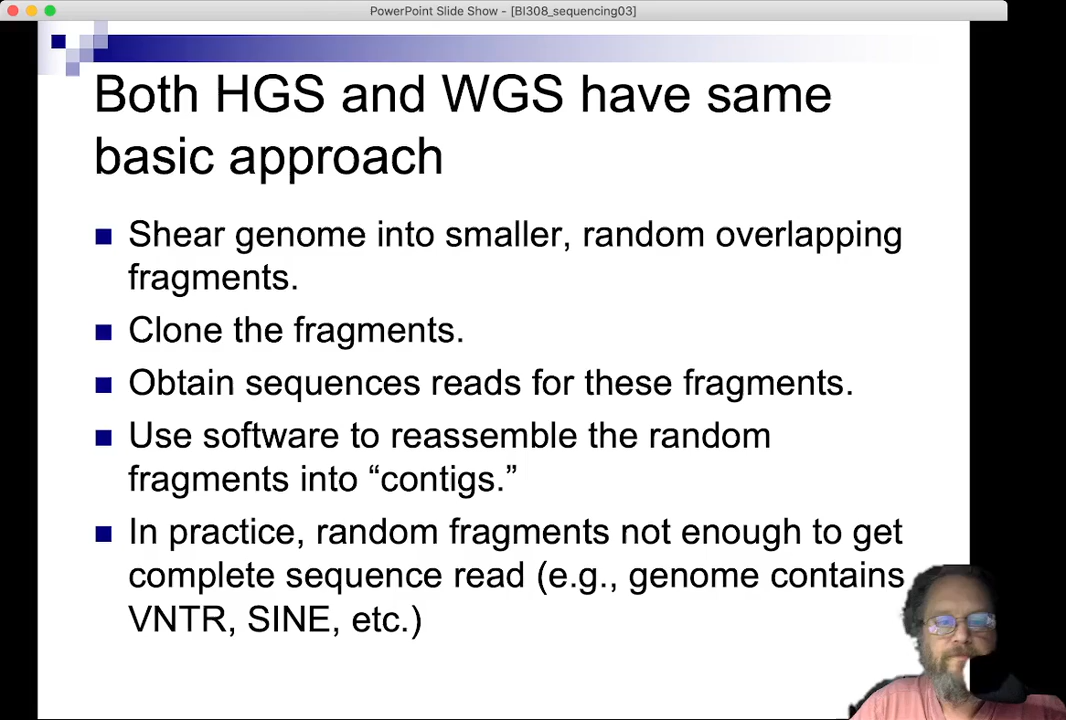 PowerPoint Slide Show - [BI308_sequencing03]
Both HGS and WGS have same
basic approach
Shear genome into smaller, random overlapping
fragments.
Clone the fragments.
Obtain sequences reads for these fragments.
Use software to reassemble the random
fragments into “contigs.”
In practice, random fragments not enough to get
complete sequence read (e.g., genome contains
VNTR, SINE, etc.)